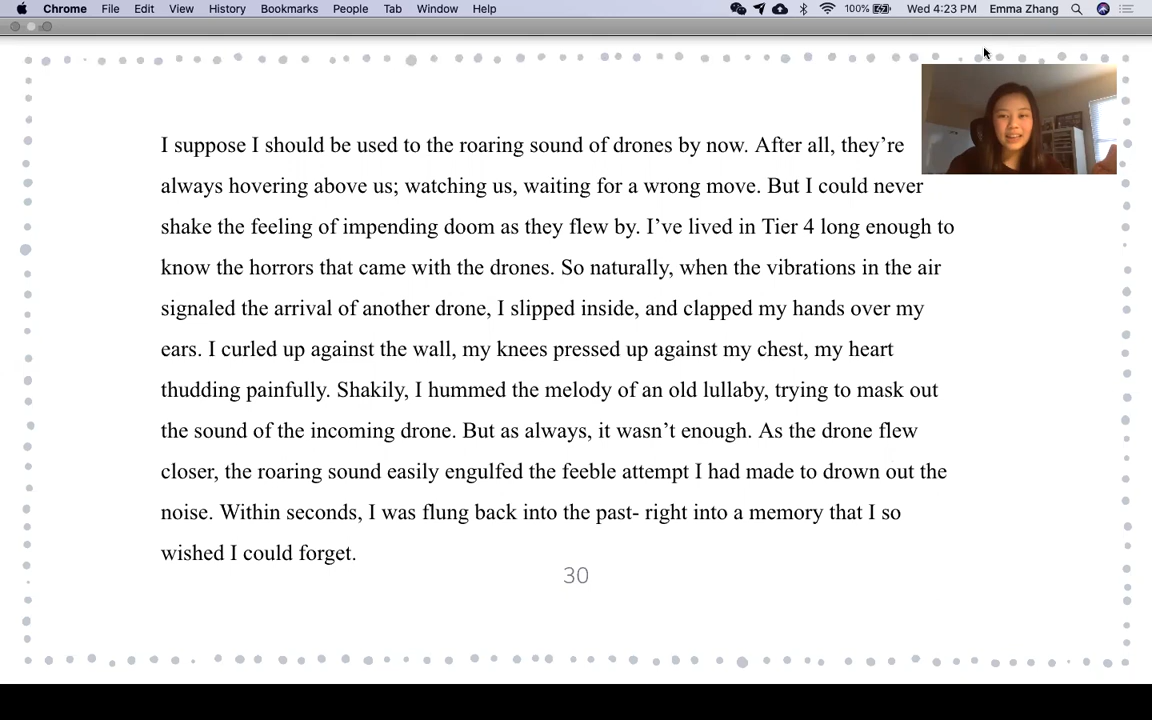 Chrome File Edit View History Bookmarks People Tab Window Help 100% Wed 4:23 PM Emma Zhang
I suppose I should be used to the roaring sound of drones by now. After all, they’re
always hovering above us; watching us, waiting for a wrong move. But I could never
shake the feeling of impending doom as they flew by. I’ve lived in Tier 4 long enough to
know the horrors that came with the drones. So naturally, when the vibrations in the air
signaled the arrival of another drone, I slipped inside, and clapped my hands over my
ears. I curled up against the wall, my knees pressed up against my chest, my heart
thudding painfully. Shakily, I hummed the melody of an old lullaby, trying to mask out
the sound of the incoming drone. But as always, it wasn’t enough. As the drone flew
closer, the roaring sound easily engulfed the feeble attempt I had made to drown out the
noise. Within seconds, I was flung back into the past- right into a memory that I so
wished I could forget.
30